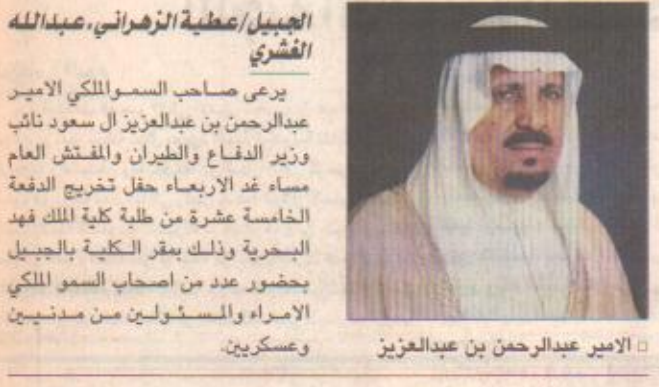 الجبيل/عطية الزهراني، عبدالله
الغشري
يرعى صاحب السمو الملكي الامير
عبدالرحمن بن عبدالعزيز ال سعود نائب
وزير الدفاع والطيران والمفتش العام
مساء غد الاربعاء حفل تخريج الدفعة
الخامسة عشرة من طلبة كلية الملك فهد
البحرية وذلك بمقر الكلية بالجبيل
بحضور عدد من اصحاب السمو الملكي
الامراء والمسئولين من مدنيين
وعسكريين.
الامير عبدالرحمن بن عبدالعزيز